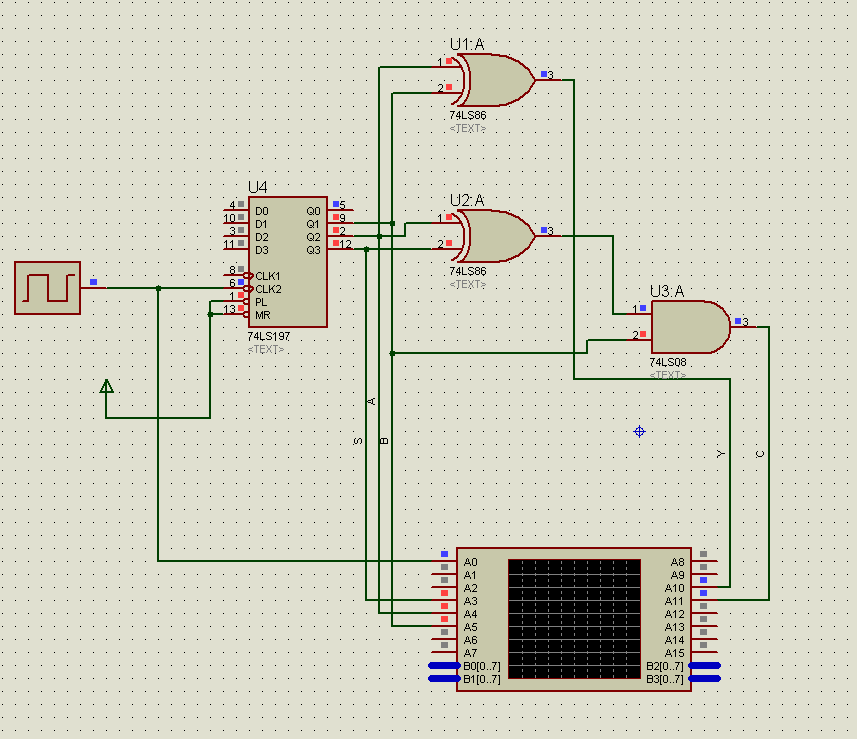 U1:A
1
2
3
74LS86
<TEXT>
U4
4 D0 Q0 5
10 D1 Q1 9
3 D2 Q2 2
11 D3 Q3 12
8 CLK1
6 CLK2
1 PL
13 MR
74LS197
<TEXT>
U2:A
1
2
3
74LS86
<TEXT>
U3:A
1
2
3
74LS08
<TEXT>
A
S
B
Y
C
A0 A8
A1 A9
A2 A10
A3 A11
A4 A12
A5 A13
A6 A14
A7 A15
B0[0..7] B2[0..7]
B1[0..7] B3[0..7]